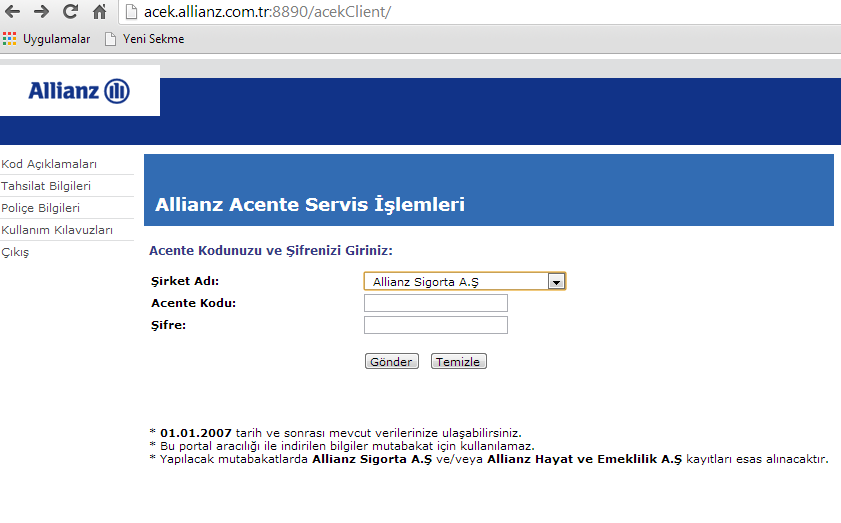 acek.allianz.com.tr:8890/acekClient/
Uygulamalar Yeni Sekme
Allianz
Kod Açıklamaları
Tahsilat Bilgileri
Poliçe Bilgileri
Kullanım Kılavuzları
Çıkış
Allianz Acente Servis İşlemleri
Acente Kodunuzu ve Şifrenizi Giriniz:
Şirket Adı: Allianz Sigorta A.Ş
Acente Kodu:
Şifre:
Gönder Temizle
* 01.01.2007 tarih ve sonrası mevcut verilerinize ulaşabilirsiniz.
* Bu portal aracılığı ile indirilen bilgiler mutabakat için kullanılamaz.
* Yapılacak mutabakatlarda Allianz Sigorta A.Ş ve/veya Allianz Hayat ve Emeklilik A.Ş kayıtları esas alınacaktır.